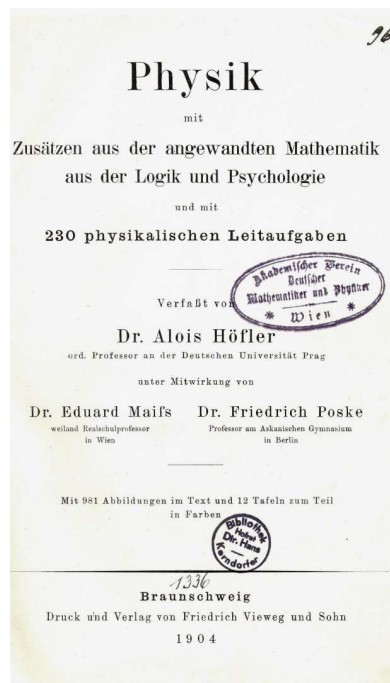 96
Physik
mit
Zusätzen aus der angewandten Mathematik
aus der Logik und Psychologie
und mit
230 physikalischen Leitaufgaben
Akademischer Verein
Deutscher
Mathematiker und Physiker
* Wien *
Verfaßt von
Dr. Alois Höfler
ord. Professor an der Deutschen Universität Prag
unter Mitwirkung von
Dr. Eduard Maiſs Dr. Friedrich Poske
weiland Realschulprofessor Professor am Askanischen Gymnasium
in Wien in Berlin
Mit 981 Abbildungen im Text und 12 Tafeln zum Teil
in Farben
Bibliothek
Hofrat
Dir. Hans
Kerndorfer
1336
Braunschweig
Druck und Verlag von Friedrich Vieweg und Sohn
1904